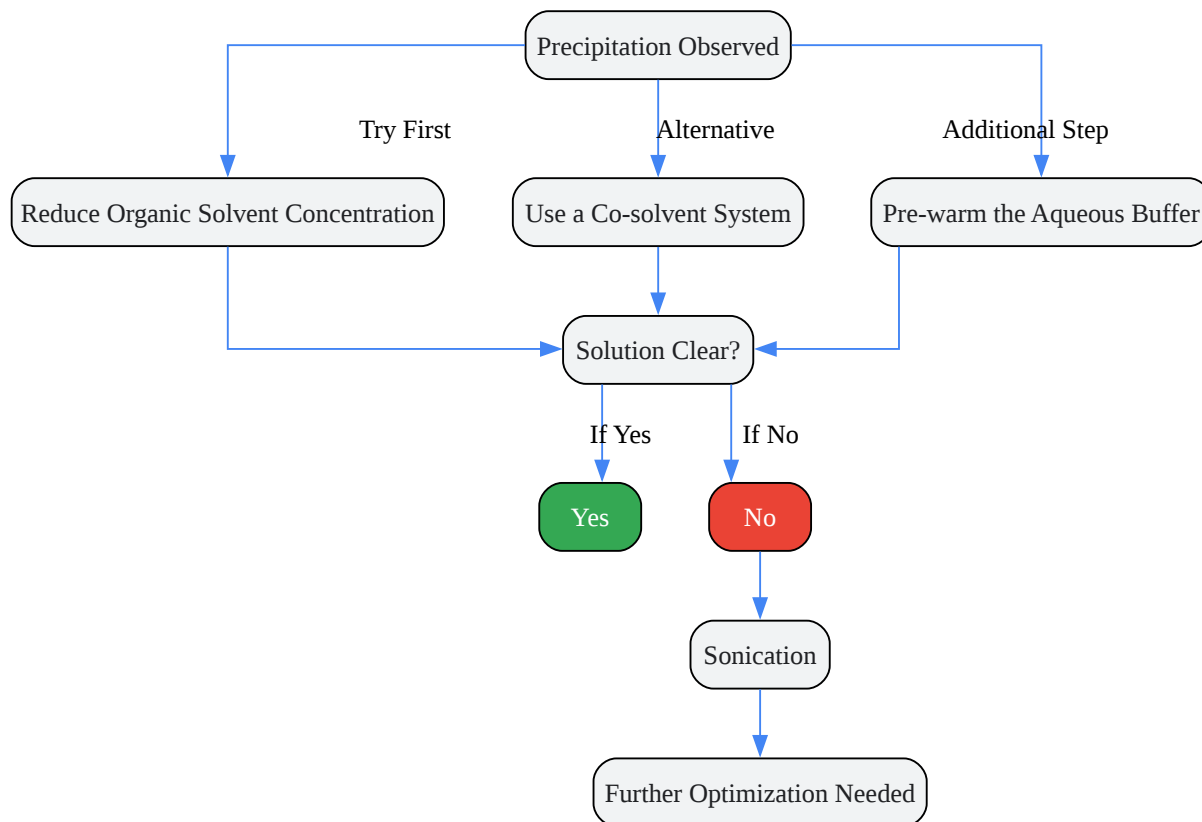 Precipitation Observed
Try First
Alternative
Additional Step
Reduce Organic Solvent Concentration
Use a Co-solvent System
Pre-warm the Aqueous Buffer
Solution Clear?
If Yes
If No
Yes
No
Sonication
Further Optimization Needed